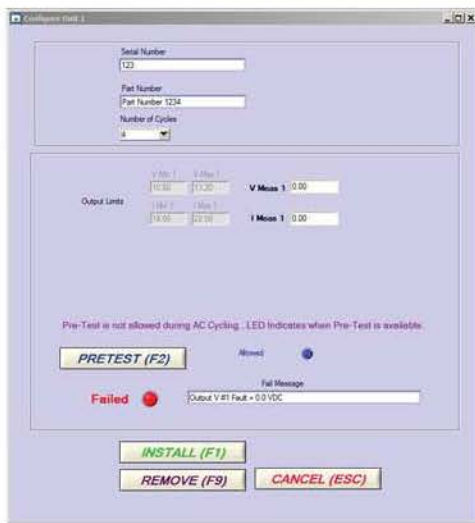 Configure Unit 1
Serial Number
123
Part Number
Part Number 1234
Number of Cycles
4
V Min 1 V Max 1
10.80 13.20 V Meas 1 0.00
Output Limits
I Min 1 I Max 1
18.00 22.00 I Meas 1 0.00
Pre-Test is not allowed during AC Cycling...LED Indicates when Pre-Test is available.
PRETEST (F2) Allowed
Fail Message
Failed Output V #1 Fault = 0.0 VDC
INSTALL (F1)
REMOVE (F9) CANCEL (ESC)